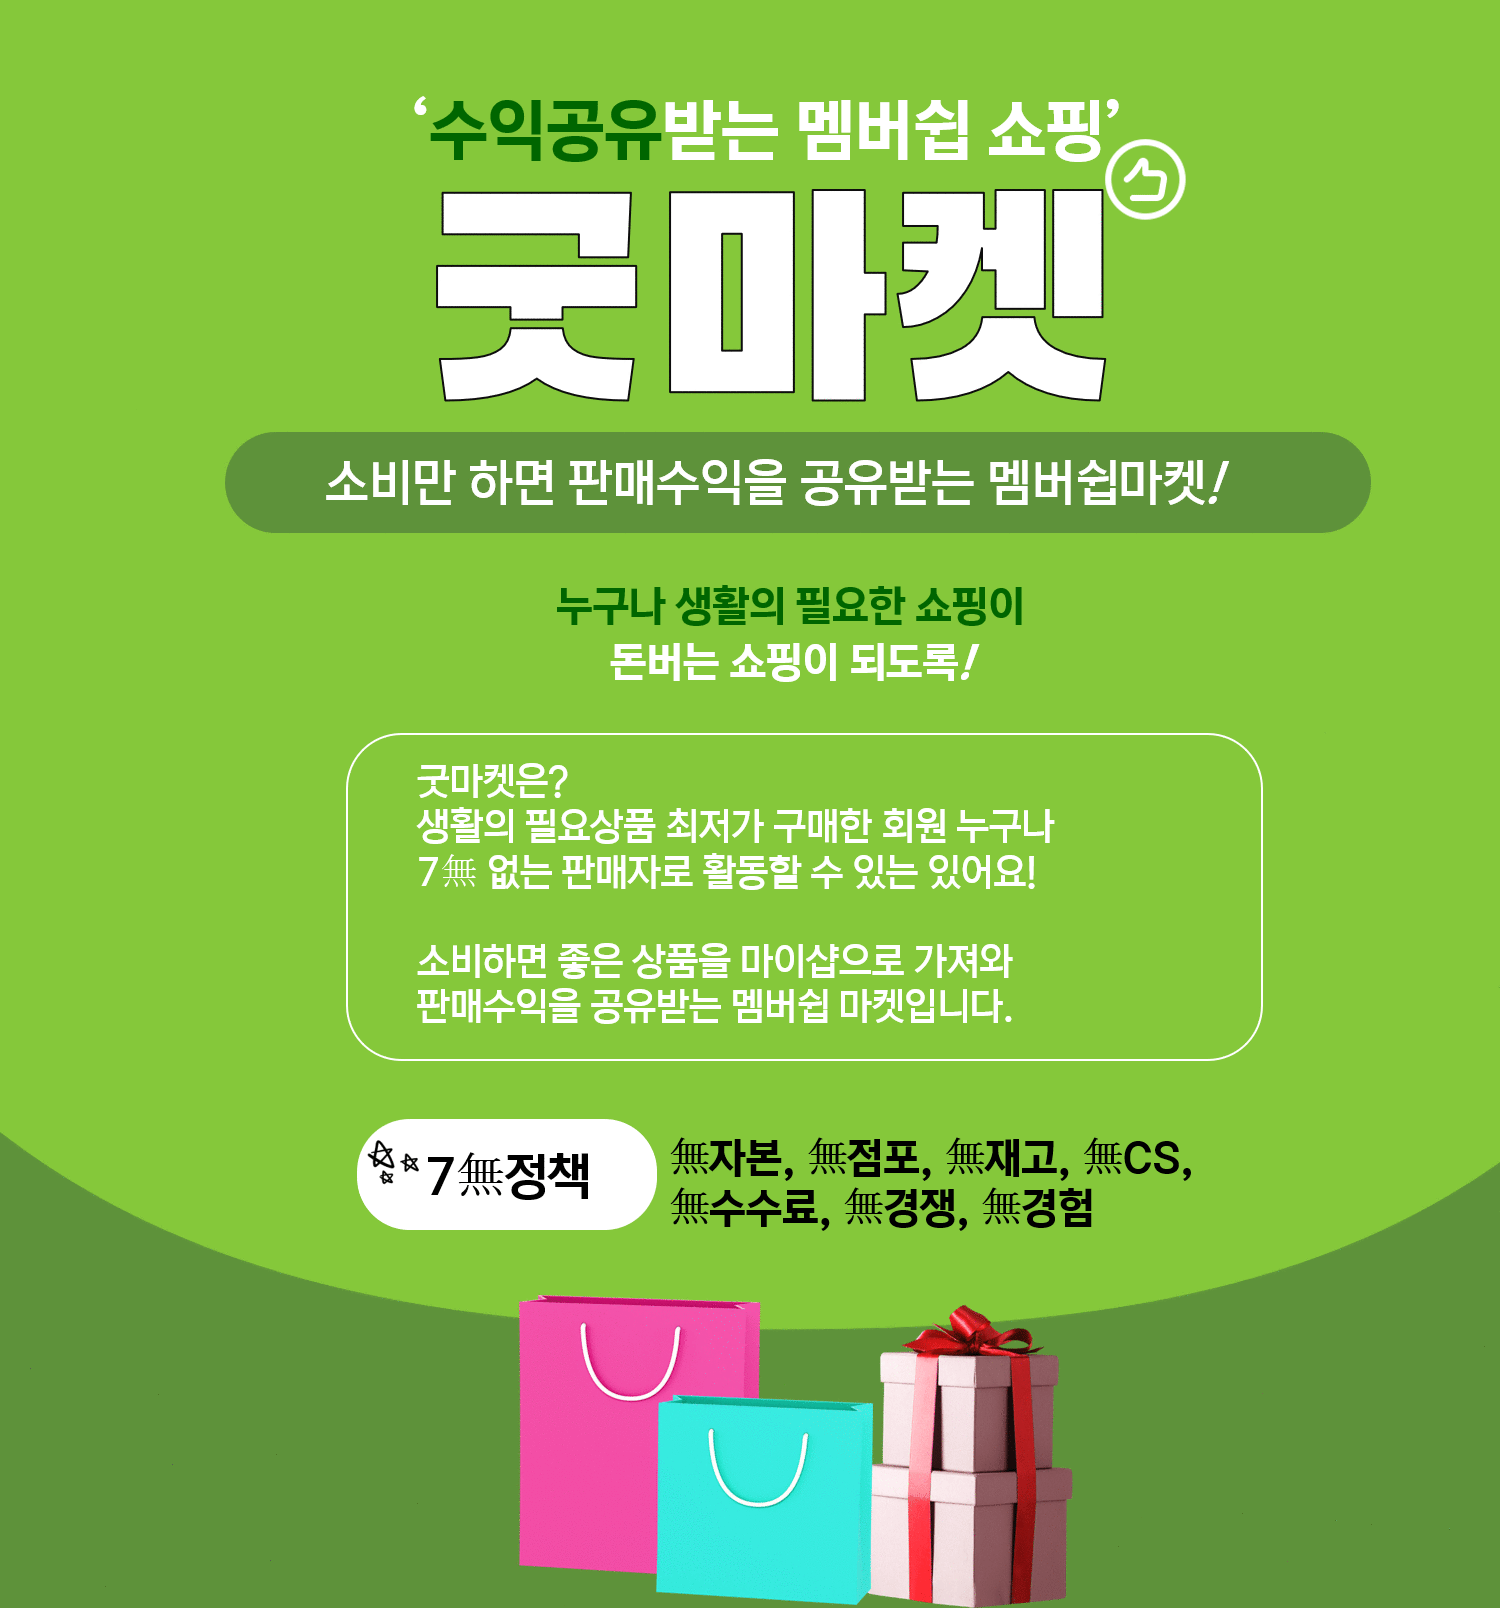 ‘수익공유받는 멤버쉽 쇼핑’
굿마켓
소비만 하면 판매수익을 공유받는 멤버쉽마켓!
누구나 생활의 필요한 쇼핑이
돈버는 쇼핑이 되도록!
굿마켓은?
생활의 필요상품 최저가 구매한 회원 누구나
7無 없는 판매자로 활동할 수 있는 있어요!
소비하면 좋은 상품을 마이샵으로 가져와
판매수익을 공유받는 멤버쉽 마켓입니다.
7無정책
無자본, 無점포, 無재고, 無CS,
無수수료, 無경쟁, 無경험